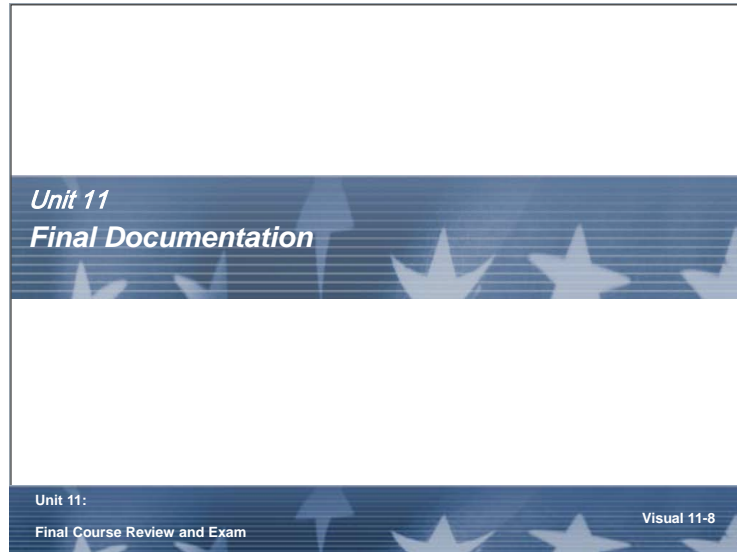 Unit 11
Final Documentation
Unit 11:
Final Course Review and Exam
Visual 11-8